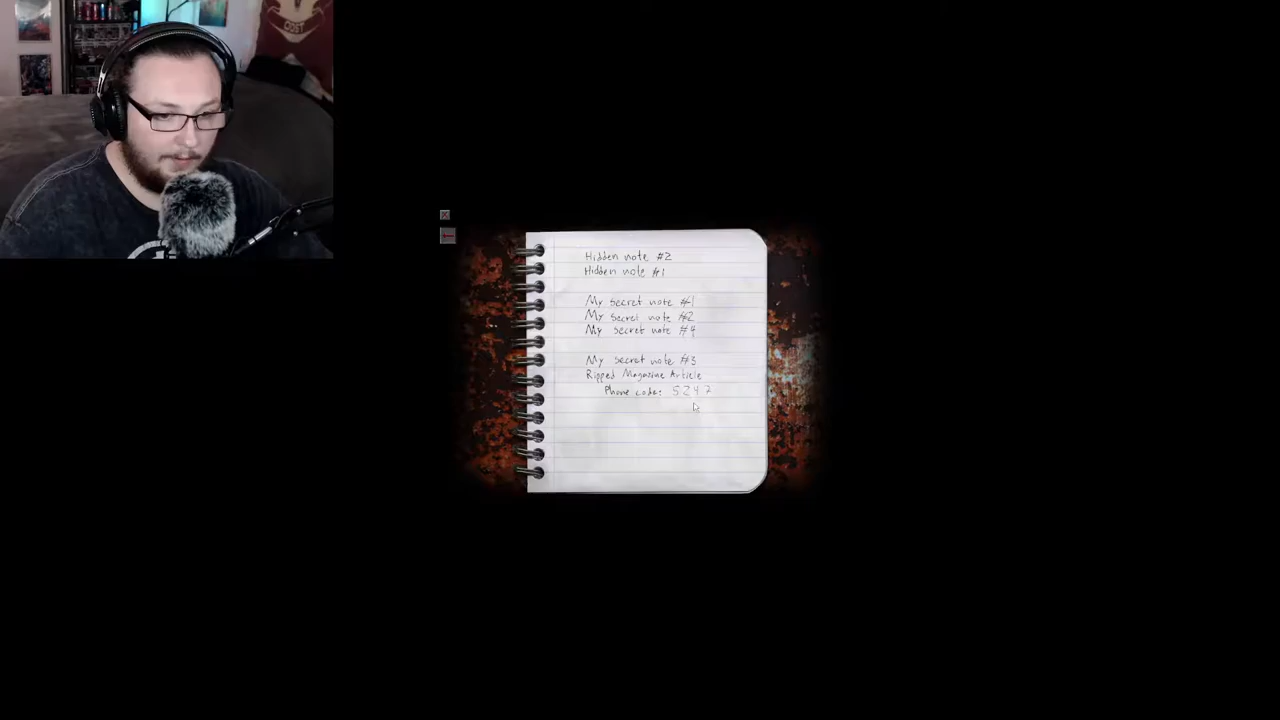 Hidden note #2
Hidden note #1
My secret note #1
My secret note #2
My secret note #4
My secret note #3
Ripped Magazine Article
Phone code: 5247